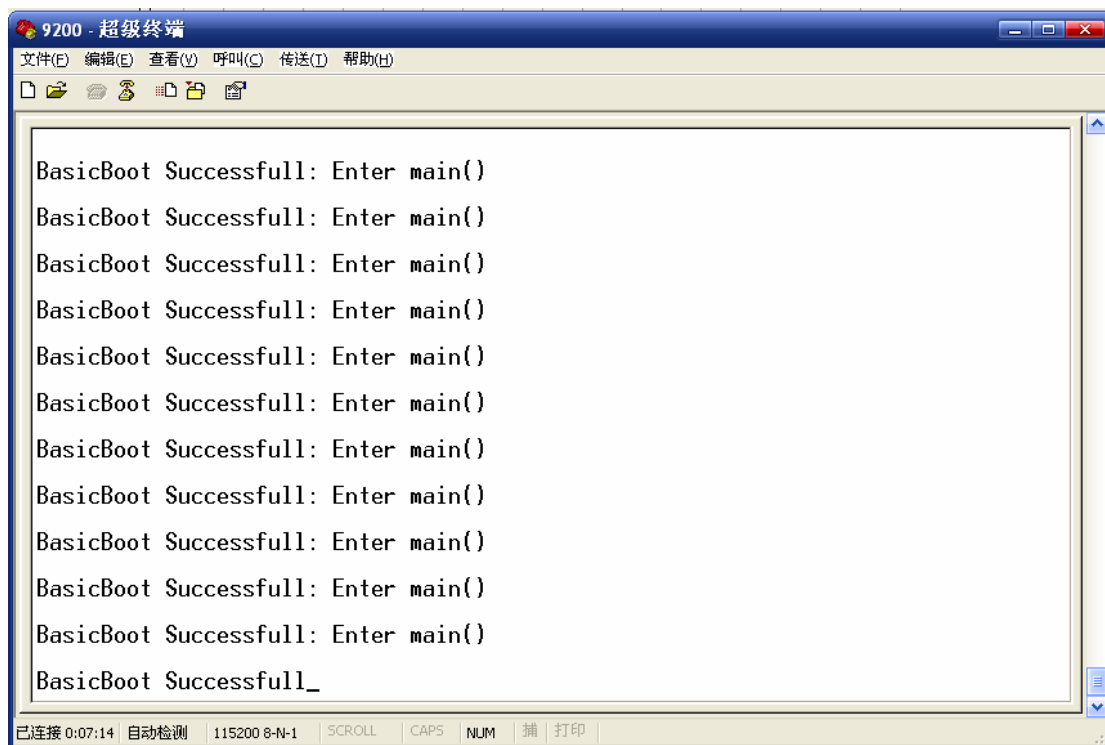 9200 - 超级终端
文件(F) 编辑(E) 查看(V) 呼叫(C) 传送(T) 帮助(H)
BasicBoot Successfull: Enter main()
BasicBoot Successfull: Enter main()
BasicBoot Successfull: Enter main()
BasicBoot Successfull: Enter main()
BasicBoot Successfull: Enter main()
BasicBoot Successfull: Enter main()
BasicBoot Successfull: Enter main()
BasicBoot Successfull: Enter main()
BasicBoot Successfull: Enter main()
BasicBoot Successfull: Enter main()
BasicBoot Successfull: Enter main()
BasicBoot Successfull_
已连接 0:07:14 自动检测 115200 8-N-1 SCROLL CAPS NUM 捕 打印